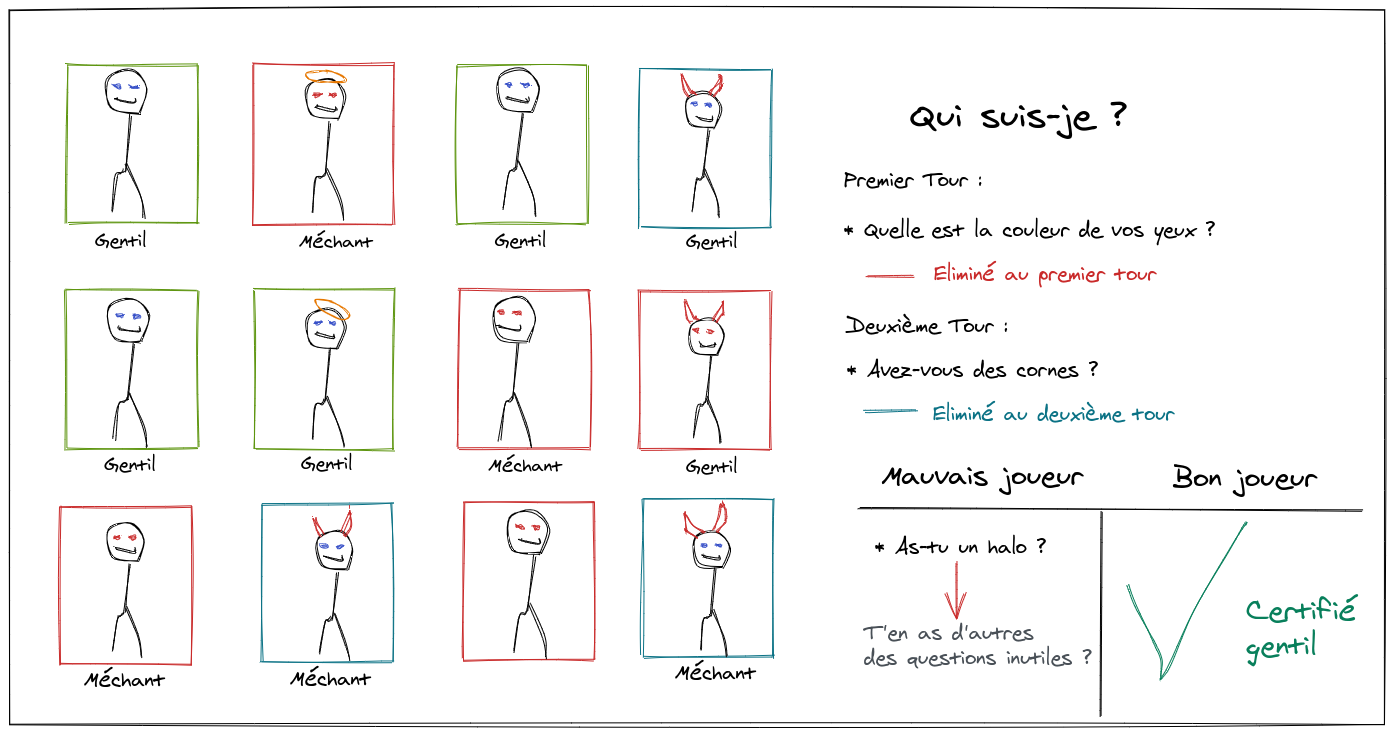 Gentil
Méchant
Gentil
Gentil
Gentil
Gentil
Méchant
Gentil
Méchant
Méchant
Méchant
Qui suis-je ?
Premier Tour :
* Quelle est la couleur de vos yeux ?
Eliminé au premier tour
Deuxième Tour :
* Avez-vous des cornes ?
Eliminé au deuxième tour
Mauvais joueur
Bon joueur
* As-tu un halo ?
T'en as d'autres
des questions inutiles ?
Certifié
gentil